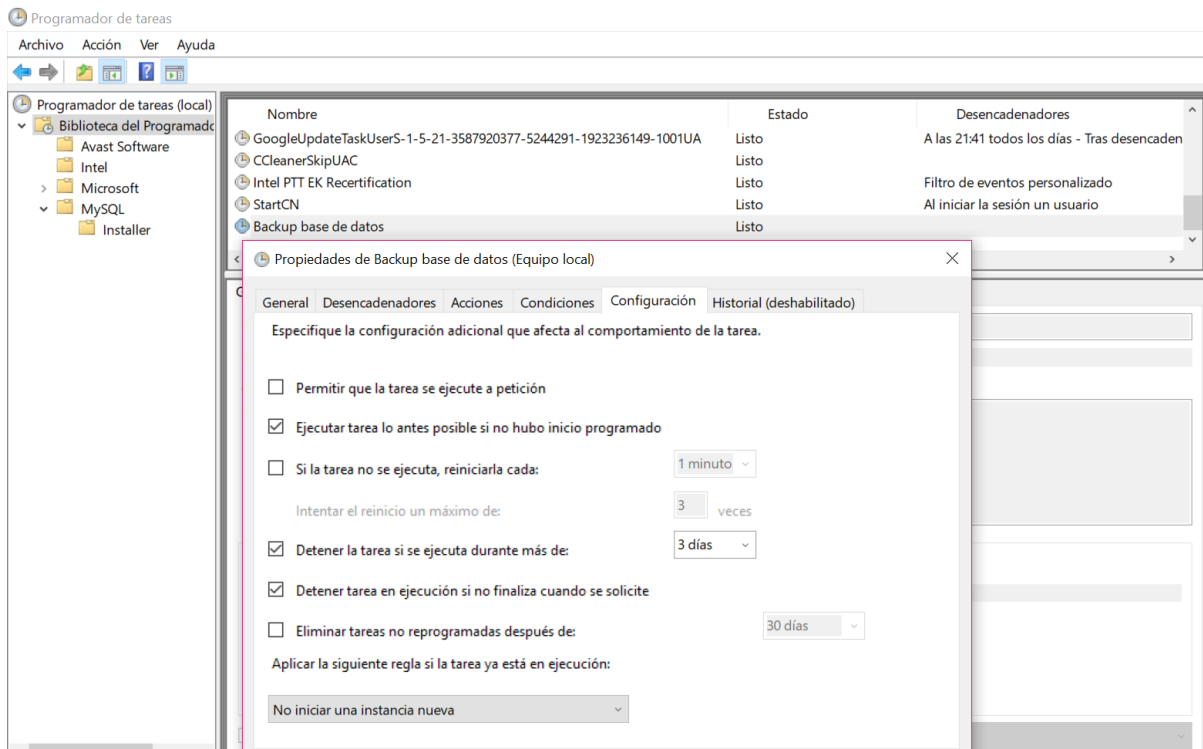 Programador de tareas
Archivo Acción Ver Ayuda
Programador de tareas (local)
Biblioteca del Programado
Avast Software
Intel
Microsoft
MySQL
Installer
Nombre Estado Desencadenadores
GoogleUpdateTaskUserS-1-5-21-3587920377-5244291-1923236149-1001UA Listo A las 21:41 todos los días - Tras desencaden
CCleanerSkipUAC Listo
Intel PTT EK Recertification Listo Filtro de eventos personalizado
StartCN Listo Al iniciar la sesión un usuario
Backup base de datos Listo
Propiedades de Backup base de datos (Equipo local)
General Desencadenadores Acciones Condiciones Configuración Historial (deshabilitado)
Especifique la configuración adicional que afecta al comportamiento de la tarea.
Permitir que la tarea se ejecute a petición
Ejecutar tarea lo antes posible si no hubo inicio programado
Si la tarea no se ejecuta, reiniciarla cada: 1 minuto
Intentar el reinicio un máximo de: 3 veces
Detener la tarea si se ejecuta durante más de: 3 días
Detener tarea en ejecución si no finaliza cuando se solicite
Eliminar tareas no reprogramadas después de: 30 días
Aplicar la siguiente regla si la tarea ya está en ejecución:
No iniciar una instancia nueva